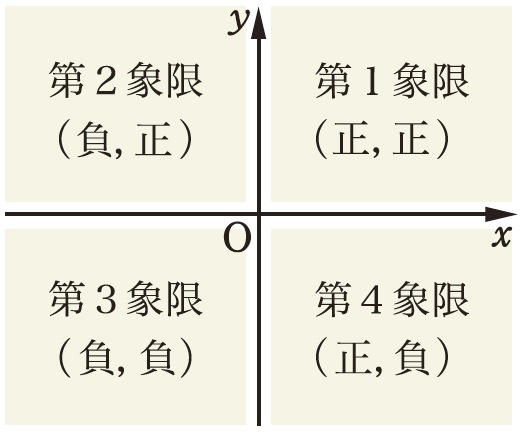 y
第2象限
(負, 正)
第1象限
(正, 正)
O
x
第3象限
(負, 負)
第4象限
(正, 負)